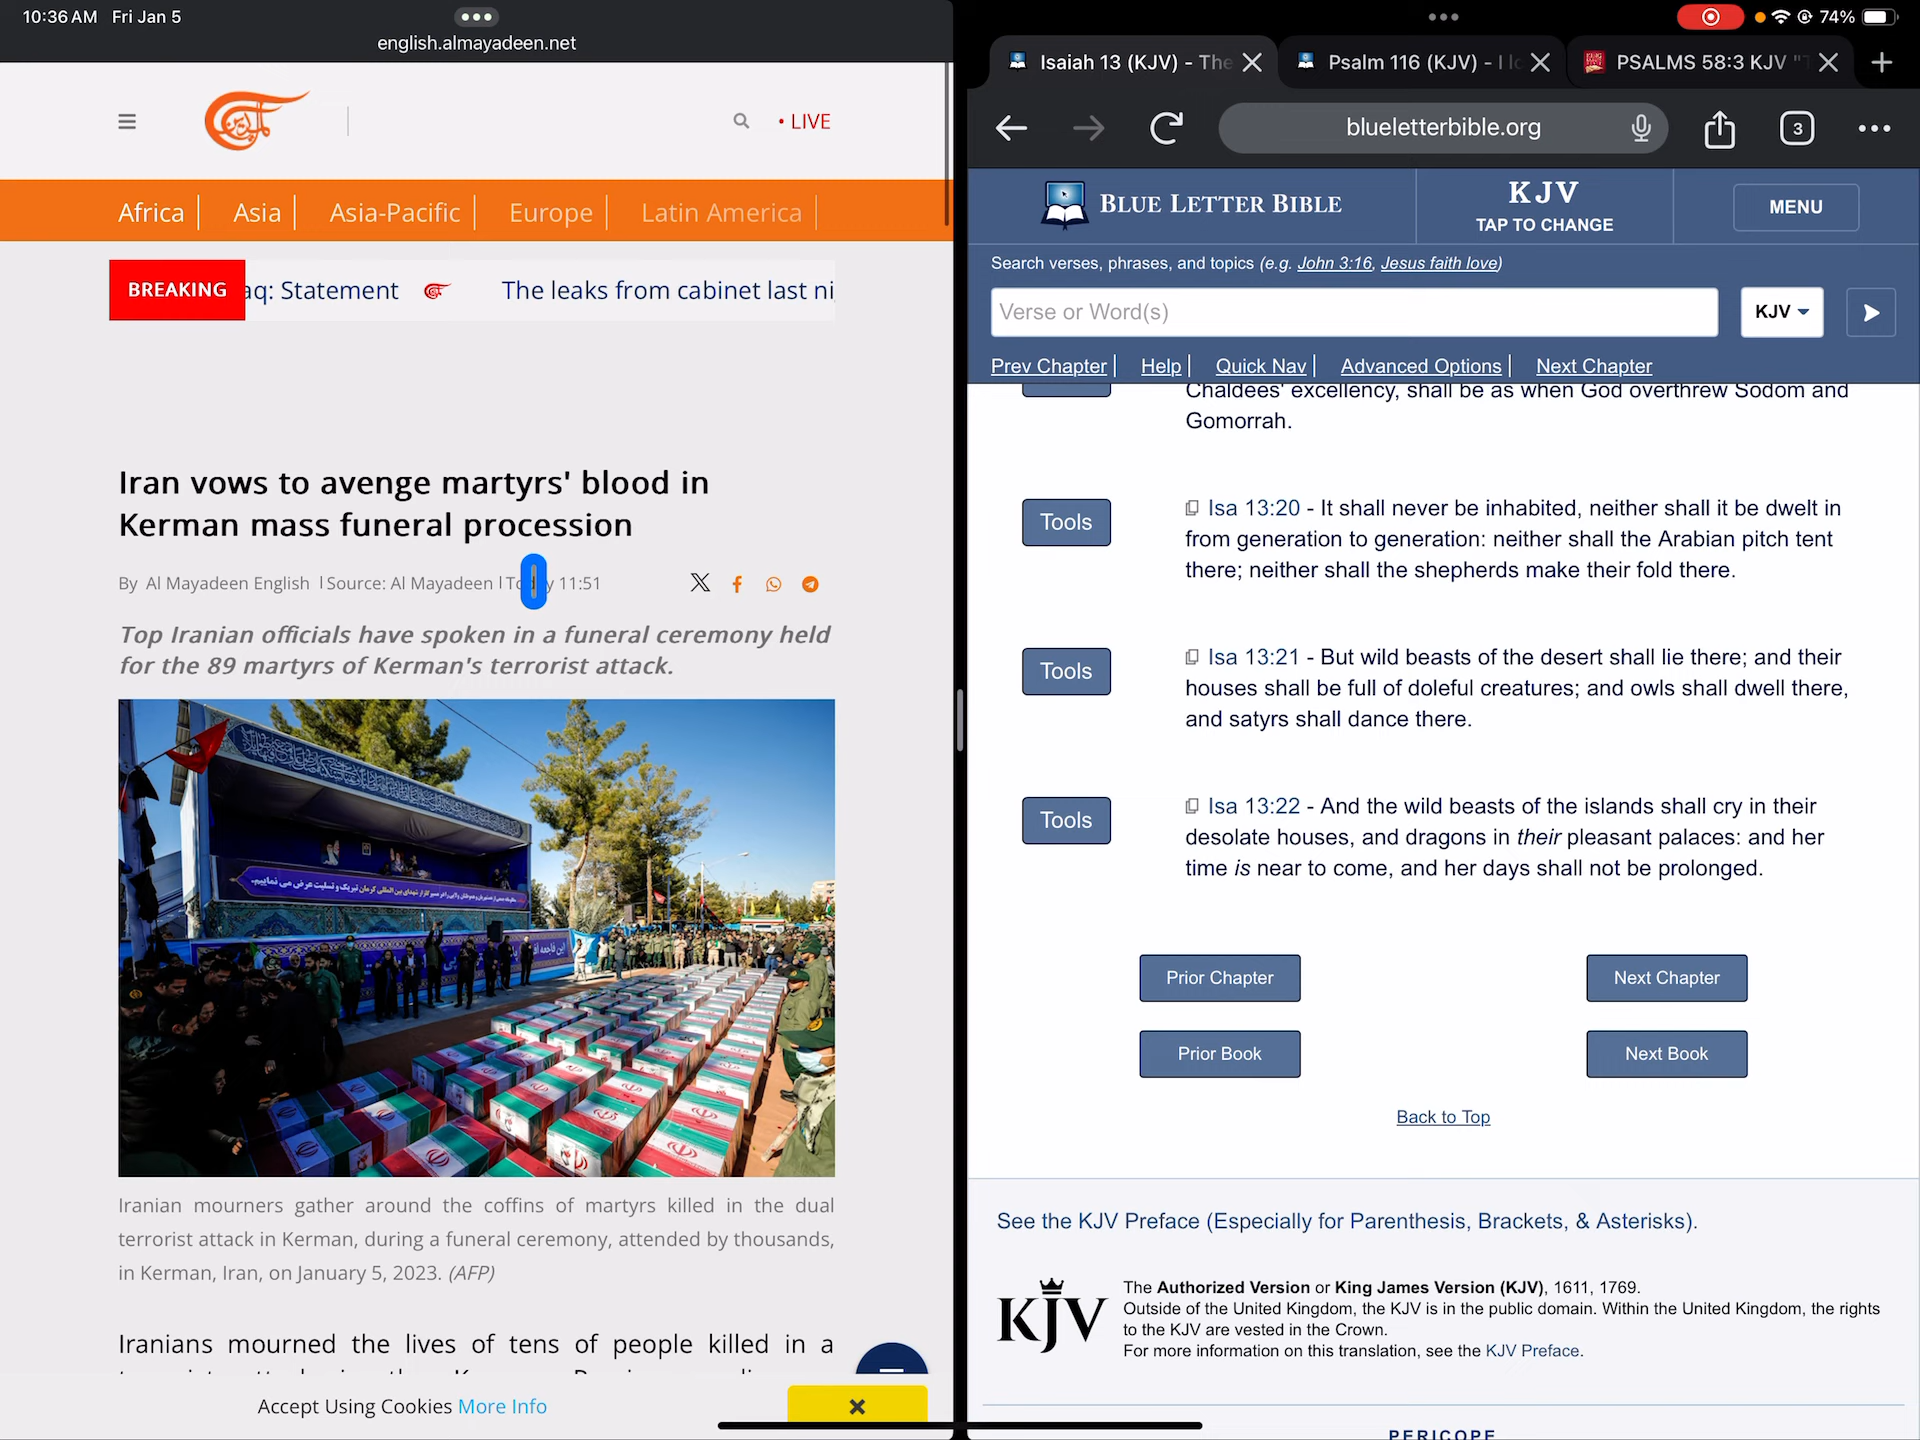 10:36 AM Fri Jan 5
english.almayadeen.net
LIVE
Africa
Asia
Asia-Pacific
Europe
Latin America
BREAKING
aq: Statement
The leaks from cabinet last ni
Iran vows to avenge martyrs' blood in
Kerman mass funeral procession
By Al Mayadeen English | Source: Al Mayadeen | Today 11:51
Top Iranian officials have spoken in a funeral ceremony held
for the 89 martyrs of Kerman's terrorist attack.
Iranian mourners gather around the coffins of martyrs killed in the dual
terrorist attack in Kerman, during a funeral ceremony, attended by thousands,
in Kerman, Iran, on January 5, 2023. (AFP)
Iranians mourned the lives of tens of people killed in a
Accept Using Cookies More Info
74%
Isaiah 13 (KJV) - The
Psalm 116 (KJV) - I lo
PSALMS 58:3 KJV "T
blueletterbible.org
3
BLUE LETTER BIBLE
KJV
TAP TO CHANGE
MENU
Search verses, phrases, and topics (e.g. John 3:16, Jesus faith love)
Verse or Word(s)
KJV
Prev Chapter | Help | Quick Nav | Advanced Options | Next Chapter
Chaldees' excellency, shall be as when God overthrew Sodom and
Gomorrah.
Tools
Isa 13:20 - It shall never be inhabited, neither shall it be dwelt in
from generation to generation: neither shall the Arabian pitch tent
there; neither shall the shepherds make their fold there.
Tools
Isa 13:21 - But wild beasts of the desert shall lie there; and their
houses shall be full of doleful creatures; and owls shall dwell there,
and satyrs shall dance there.
Tools
Isa 13:22 - And the wild beasts of the islands shall cry in their
desolate houses, and dragons in their pleasant palaces: and her
time is near to come, and her days shall not be prolonged.
Prior Chapter
Next Chapter
Prior Book
Next Book
Back to Top
See the KJV Preface (Especially for Parenthesis, Brackets, & Asterisks).
KJV
The Authorized Version or King James Version (KJV), 1611, 1769.
Outside of the United Kingdom, the KJV is in the public domain. Within the United Kingdom, the rights
to the KJV are vested in the Crown.
For more information on this translation, see the KJV Preface.
PERICOPE